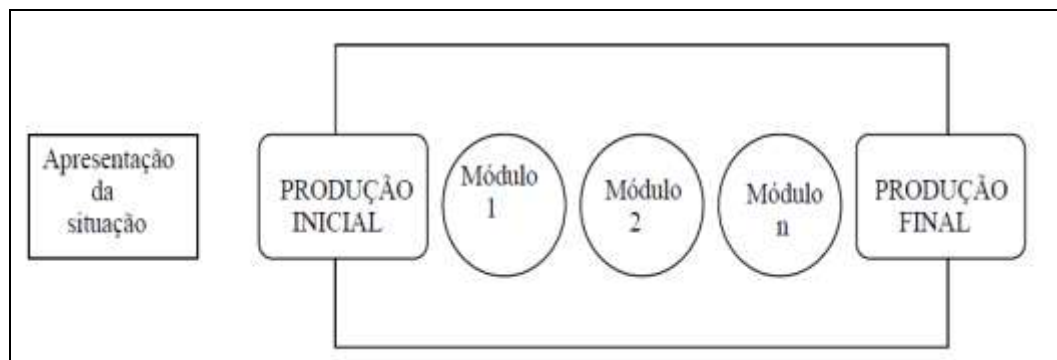 Apresentação
da
situação
PRODUÇÃO
INICIAL
Módulo
1
Módulo
2
Módulo
n
PRODUÇÃO
FINAL